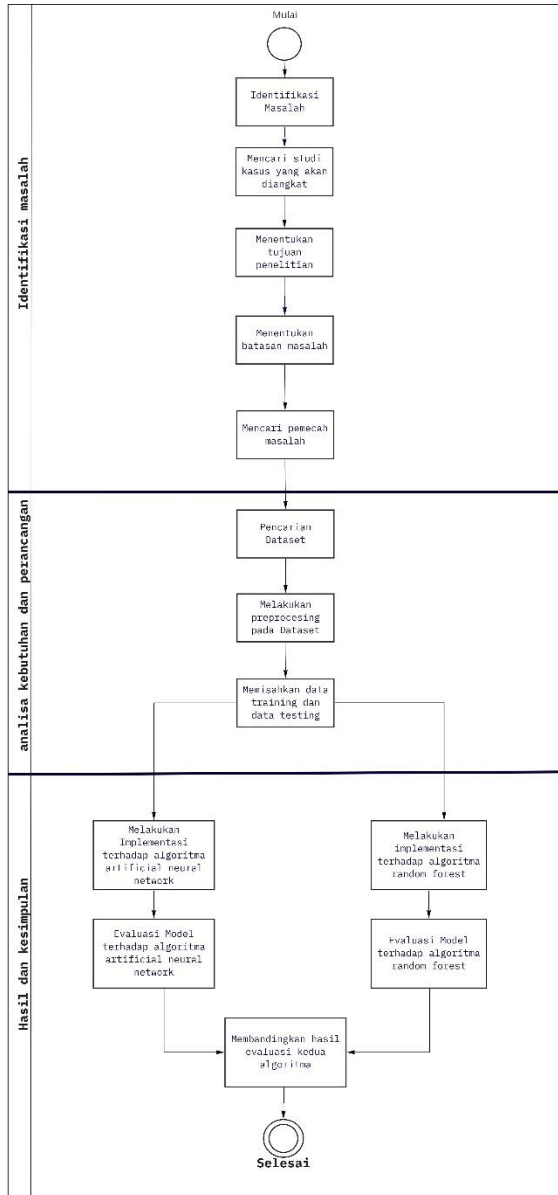 Mulai
Identifikasi masalah
Identifikasi
Masalah
Mencari studi
kasus yang akan
diangkat
Menentukan
tujuan
penelitian
Menentukan
batasan masalah
Mencari pemecah
masalah
analisa kebutuhan dan perancangan
Pencarian
Dataset
Melakukan
preprocesing
pada Dataset
Memisahkan data
training dan
data testing
Hasil dan kesimpulan
Melakukan
Implementasi
terhadap algoritma
artificial neural
network
Melakukan
implementasi
terhadap algoritma
random forest
Evaluasi Model
terhadap algoritma
artificial neural
network
Evaluasi Model
terhadap algoritma
random forest
Membandingkan hasil
evaluasi kedua
algoritma
Selesai